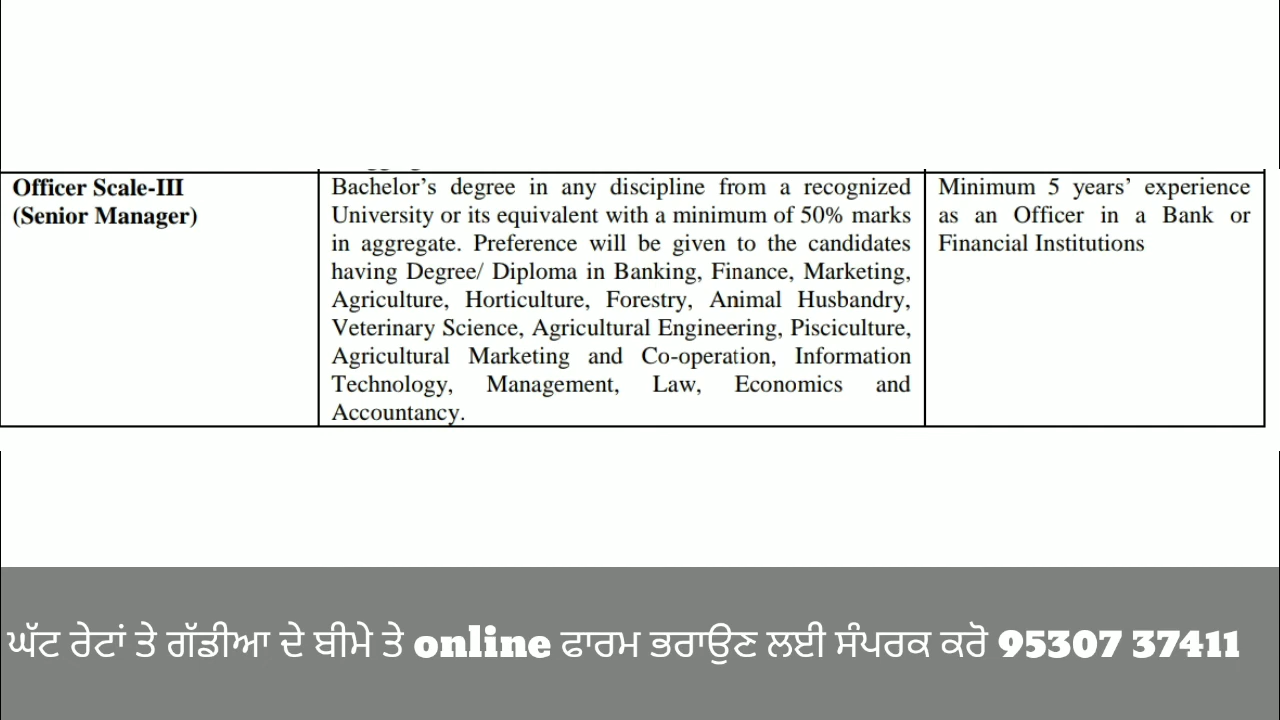 Officer Scale-III
(Senior Manager)
Bachelor's degree in any discipline from a recognized
University or its equivalent with a minimum of 50% marks
in aggregate. Preference will be given to the candidates
having Degree/ Diploma in Banking, Finance, Marketing,
Agriculture, Horticulture, Forestry, Animal Husbandry,
Veterinary Science, Agricultural Engineering, Pisciculture,
Agricultural Marketing and Co-operation, Information
Technology, Management, Law, Economics and
Accountancy.
Minimum 5 years' experience
as an Officer in a Bank or
Financial Institutions
ਘੱਟ ਰੇਟਾਂ ਤੇ ਗੱਡੀਆ ਦੇ ਬੀਮੇ ਤੇ online ਫਾਰਮ ਭਰਾਉਣ ਲਈ ਸੰਪਰਕ ਕਰੋ 95307 37411